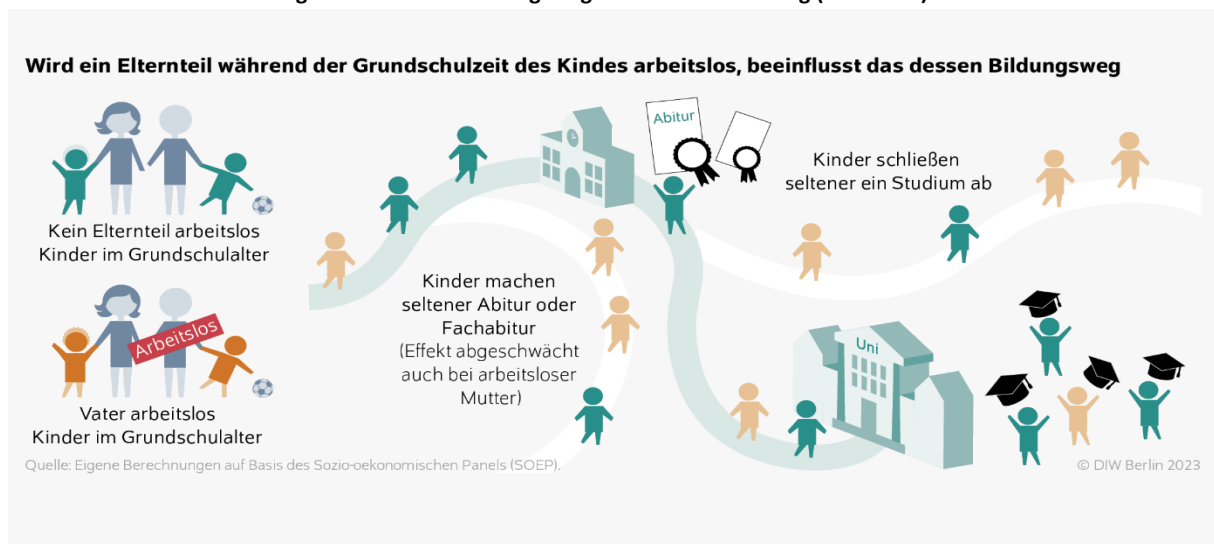 Wird ein Elternteil während der Grundschulzeit des Kindes arbeitslos, beeinflusst das dessen Bildungsweg
Abitur
Kinder schließen
seltener ein Studium ab
Kein Elternteil arbeitslos
Kinder im Grundschulalter
Kinder machen
seltener Abitur oder
Fachabitur
(Effekt abgeschwächt
auch bei arbeitsloser
Mutter)
Arbeitslos
Uni
Vater arbeitslos
Kinder im Grundschulalter
Quelle: Eigene Berechnungen auf Basis des Sozio-oekonomischen Panels (SOEP).
© DIW Berlin 2023